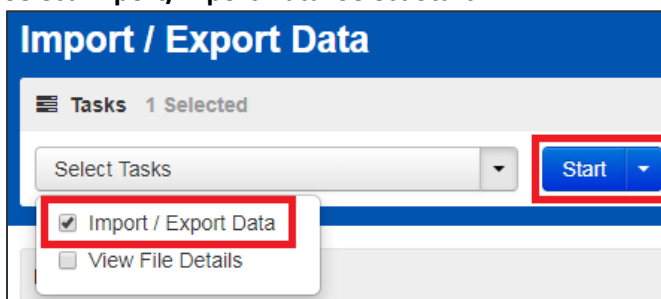 Import / Export Data
Tasks 1 Selected
Select Tasks
Start
Import / Export Data
View File Details